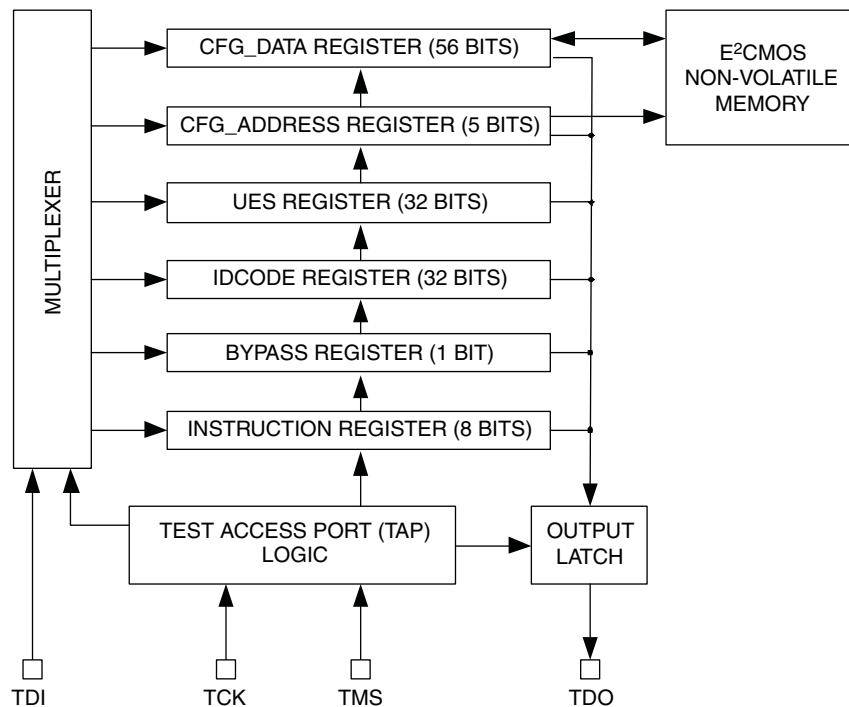 CFG_DATA REGISTER (56 BITS)
E²CMOS
NON-VOLATILE
MEMORY
CFG_ADDRESS REGISTER (5 BITS)
MULTIPLEXER
UES REGISTER (32 BITS)
IDCODE REGISTER (32 BITS)
BYPASS REGISTER (1 BIT)
INSTRUCTION REGISTER (8 BITS)
TEST ACCESS PORT (TAP)
LOGIC
OUTPUT
LATCH
TDI
TCK
TMS
TDO